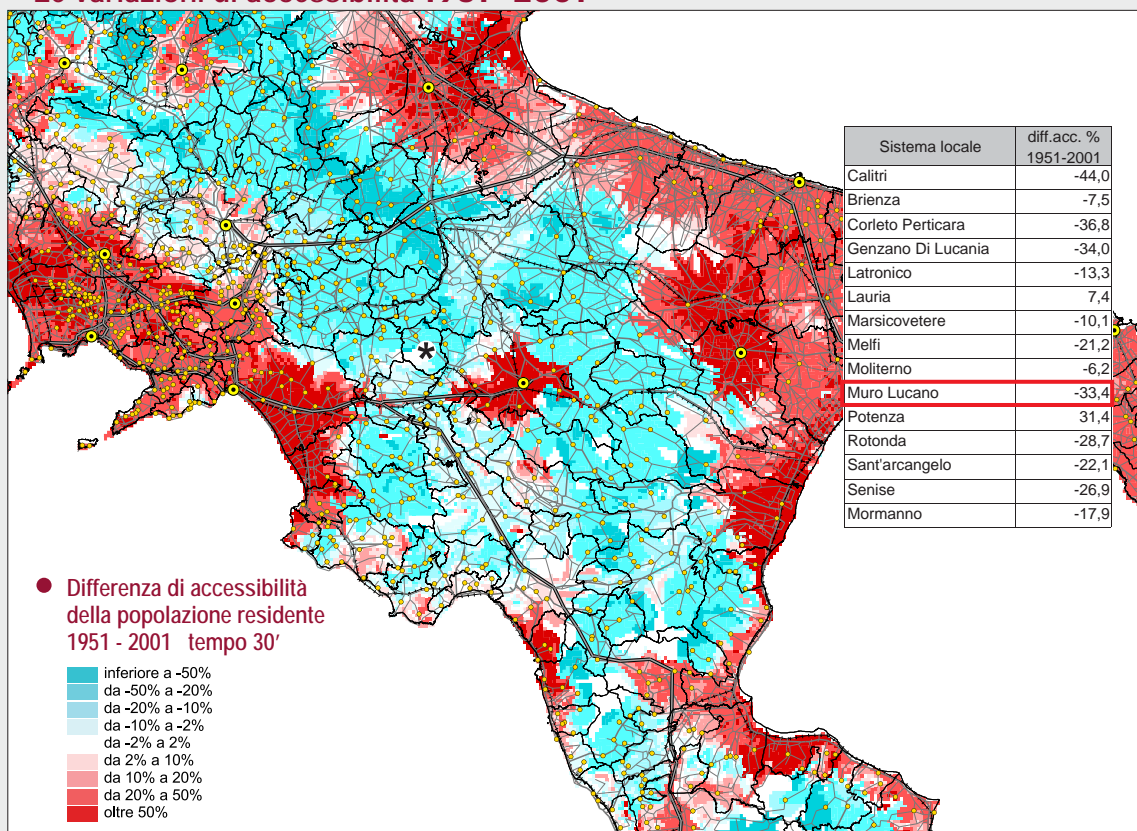 Sistema locale diff.acc. % 1951-2001
Calitri -44,0
Brienza -7,5
Corleto Perticara -36,8
Genzano Di Lucania -34,0
Latronico -13,3
Lauria 7,4
Marsicovetere -10,1
Melfi -21,2
Moliterno -6,2
Muro Lucano -33,4
Potenza 31,4
Rotonda -28,7
Sant'arcangelo -22,1
Senise -26,9
Mormanno -17,9
*
● Differenza di accessibilità
della popolazione residente
1951 - 2001 tempo 30'
inferiore a -50%
da -50% a -20%
da -20% a -10%
da -10% a -2%
da -2% a 2%
da 2% a 10%
da 10% a 20%
da 20% a 50%
oltre 50%